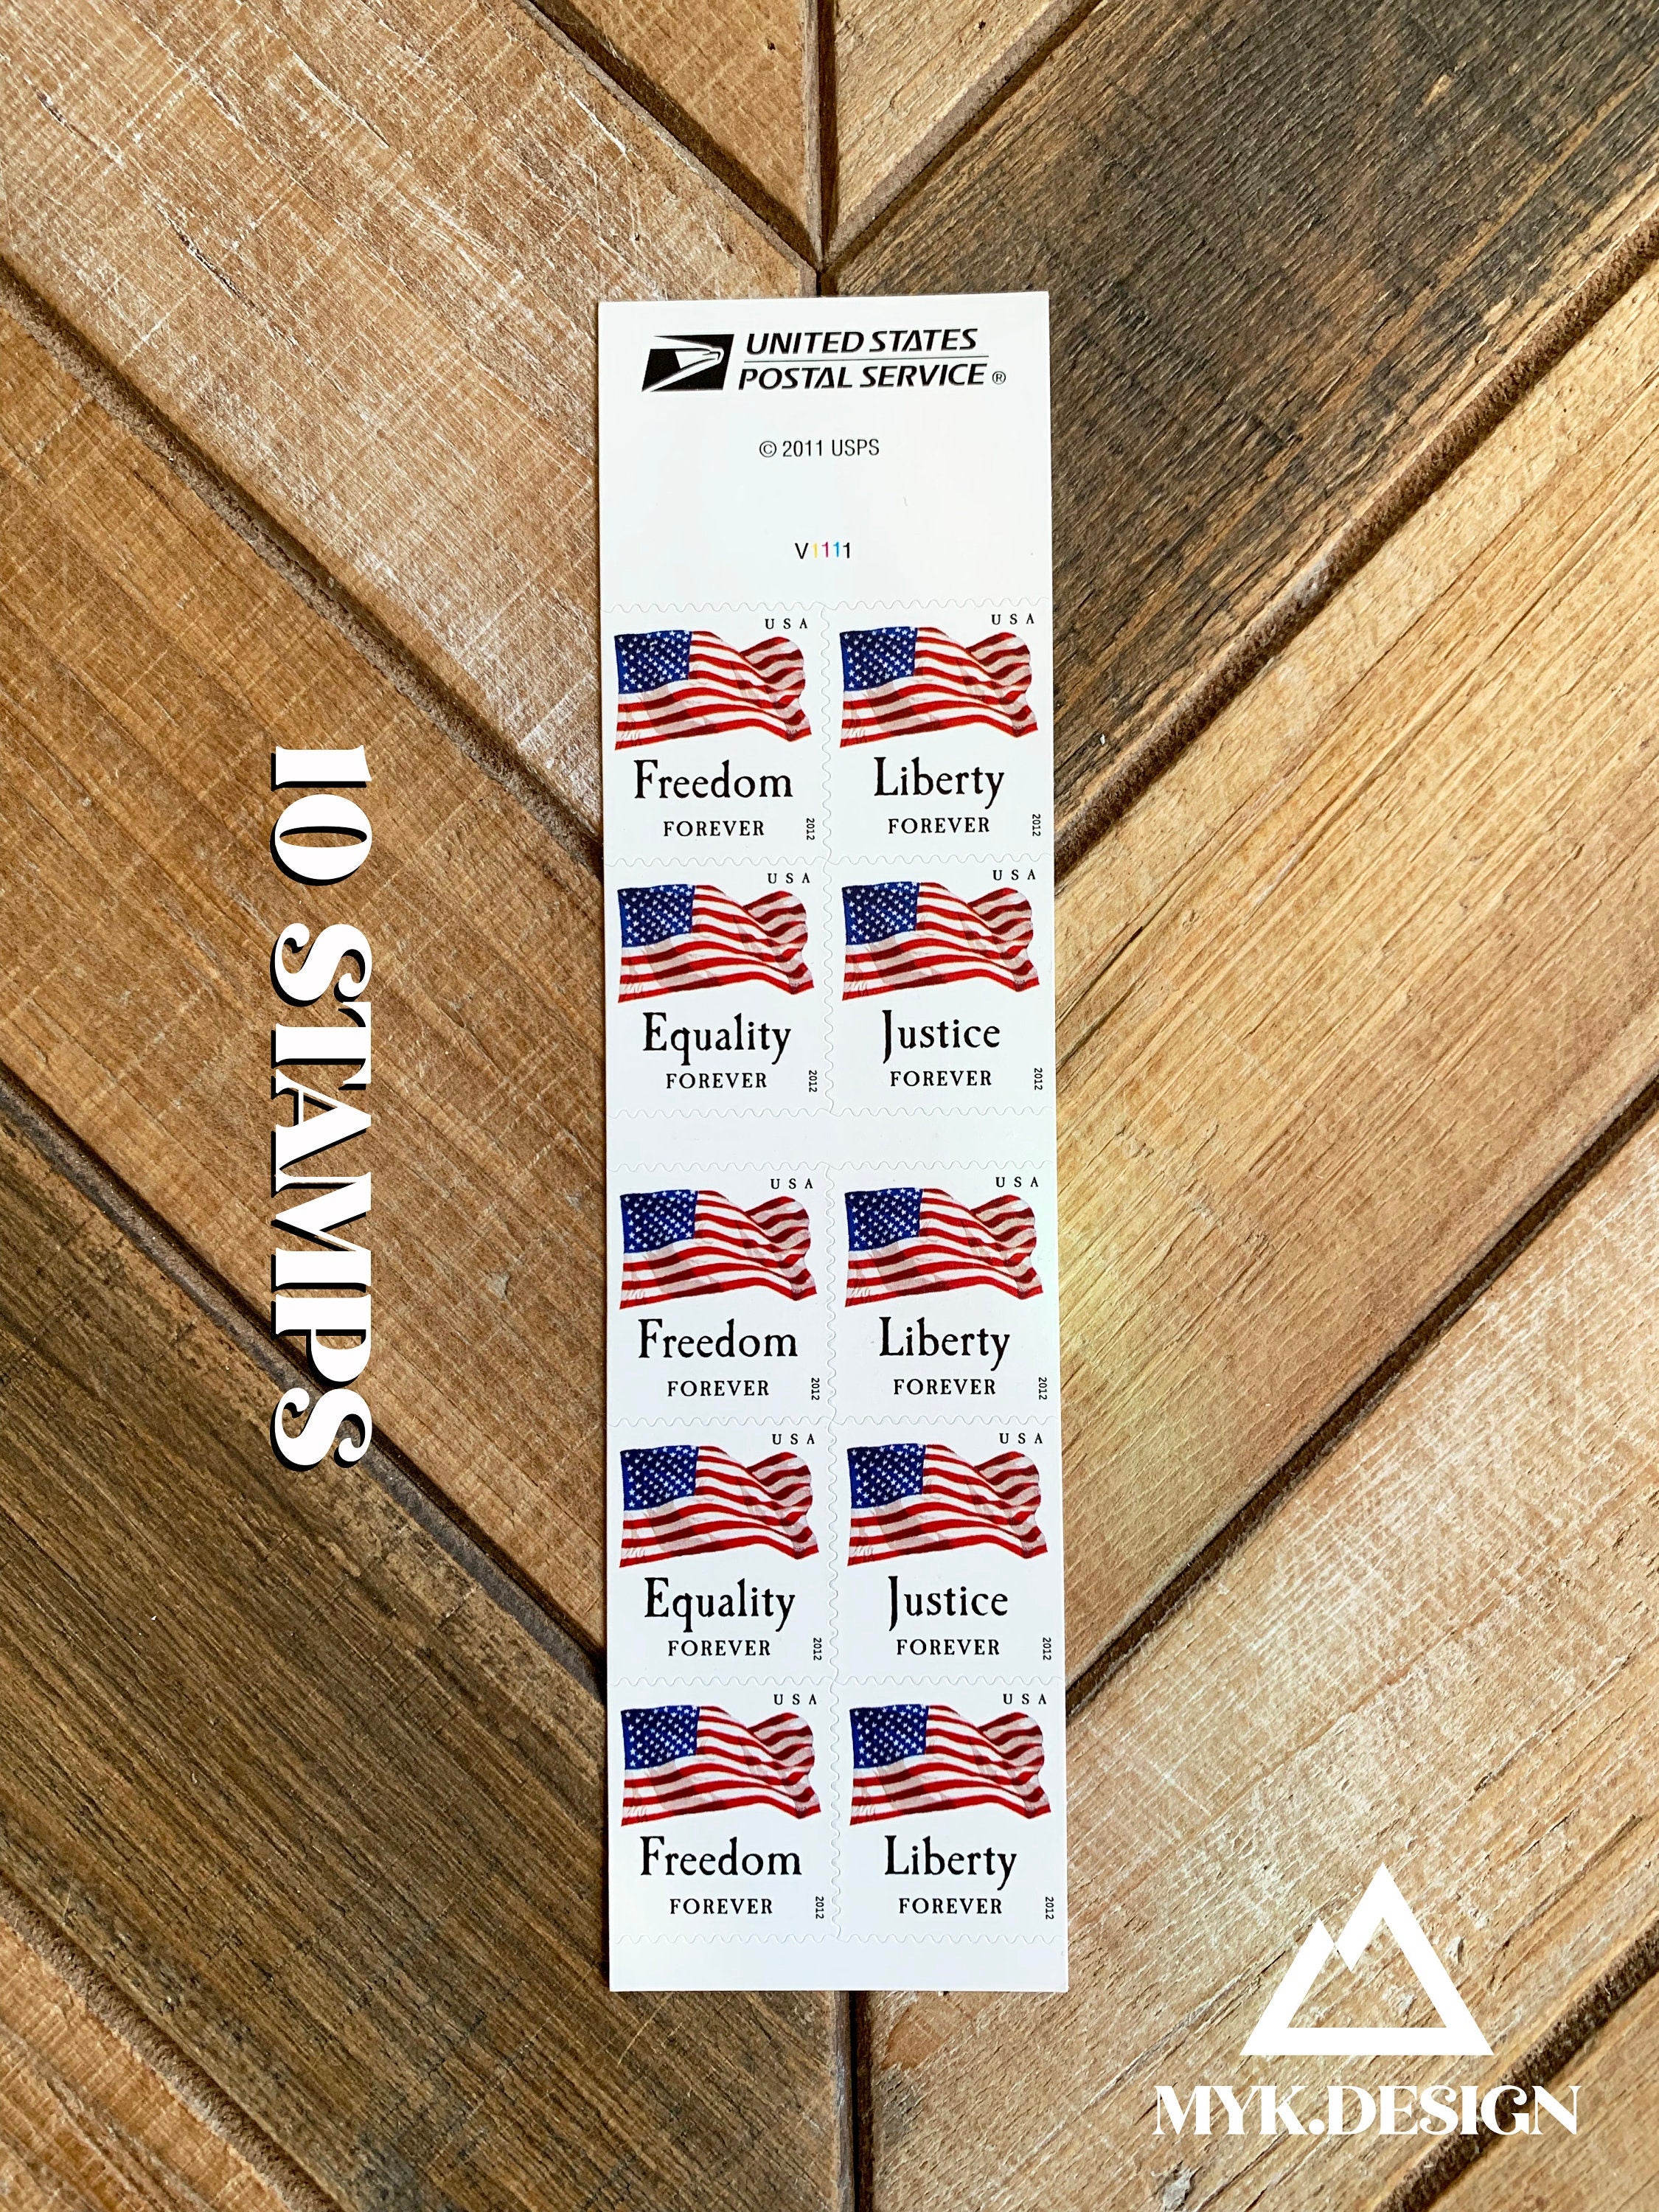 UNITED STATES
POSTAL SERVICE ®
© 2011 USPS
V1111
USA
Freedom
FOREVER
2012
USA
Liberty
FOREVER
2012
USA
Equality
FOREVER
2012
USA
Justice
FOREVER
2012
USA
Freedom
FOREVER
2012
USA
Liberty
FOREVER
2012
USA
Equality
FOREVER
2012
USA
Justice
FOREVER
2012
USA
Freedom
FOREVER
2012
USA
Liberty
FOREVER
2012
10 STAMPS
MYK.DESIGN